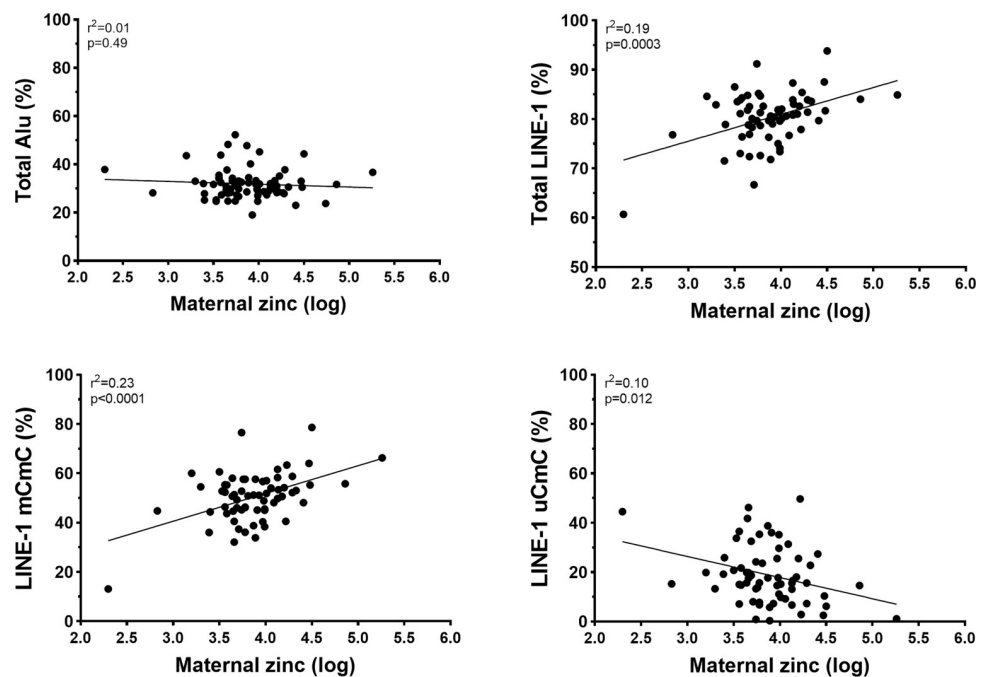 r²=0.01
p=0.49
Total Alu (%)
100
80
60
40
20
0
2.0 2.5 3.0 3.5 4.0 4.5 5.0 5.5 6.0
Maternal zinc (log)
r²=0.19
p=0.0003
Total LINE-1 (%)
100
90
80
70
60
50
2.0 2.5 3.0 3.5 4.0 4.5 5.0 5.5 6.0
Maternal zinc (log)
r²=0.23
p<0.0001
LINE-1 mCmC (%)
100
80
60
40
20
0
2.0 2.5 3.0 3.5 4.0 4.5 5.0 5.5 6.0
Maternal zinc (log)
r²=0.10
p=0.012
LINE-1 uCmC (%)
100
80
60
40
20
0
2.0 2.5 3.0 3.5 4.0 4.5 5.0 5.5 6.0
Maternal zinc (log)